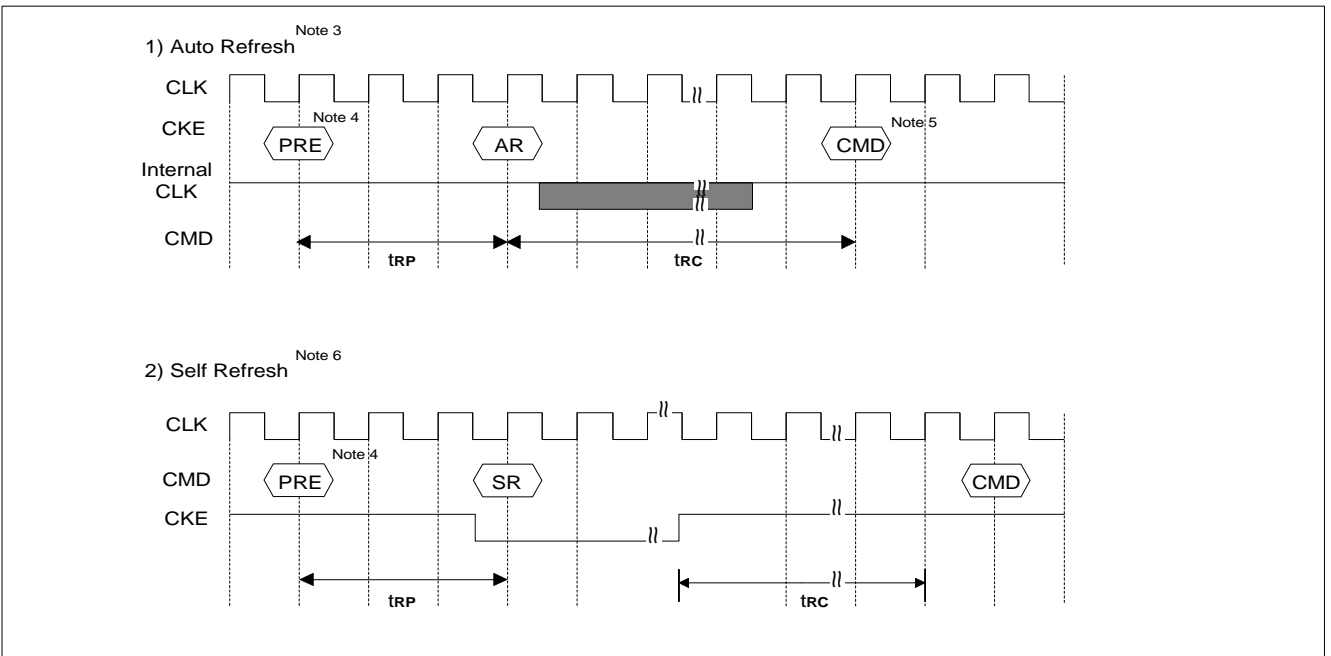 1) Auto Refresh Note 3
CLK
CKE
PRE Note 4 AR CMD Note 5
Internal
CLK
CMD
tRP tRC
2) Self Refresh Note 6
CLK
CMD
PRE Note 4 SR CMD
CKE
tRP tRC